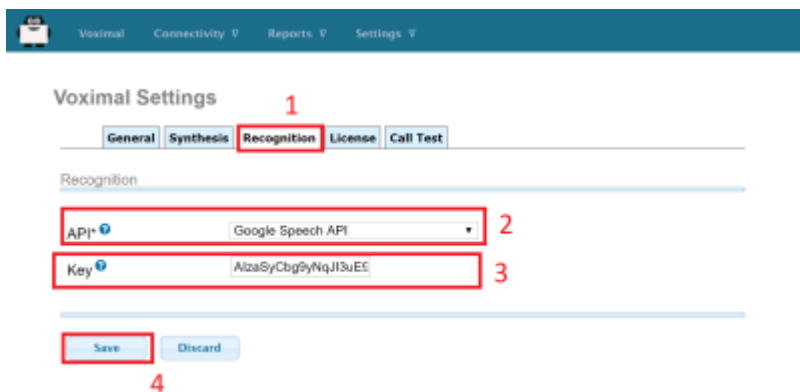 Voximal Connectivity ∇ Reports ∇ Settings ∇
Voximal Settings
1
General Synthesis Recognition License Call Test
Recognition
API* ? Google Speech API ▼ 2
Key ? 3
Save Discard
4